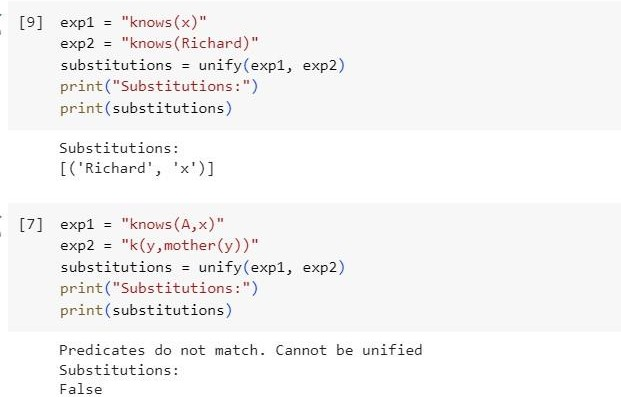 [9] exp1 = "knows(x)"
exp2 = "knows(Richard)"
substitutions = unify(exp1, exp2)
print("Substitutions:")
print(substitutions)
Substitutions:
[('Richard', 'x')]
[7] exp1 = "knows(A,x)"
exp2 = "k(y,mother(y))"
substitutions = unify(exp1, exp2)
print("Substitutions:")
print(substitutions)
Predicates do not match. Cannot be unified
Substitutions:
False